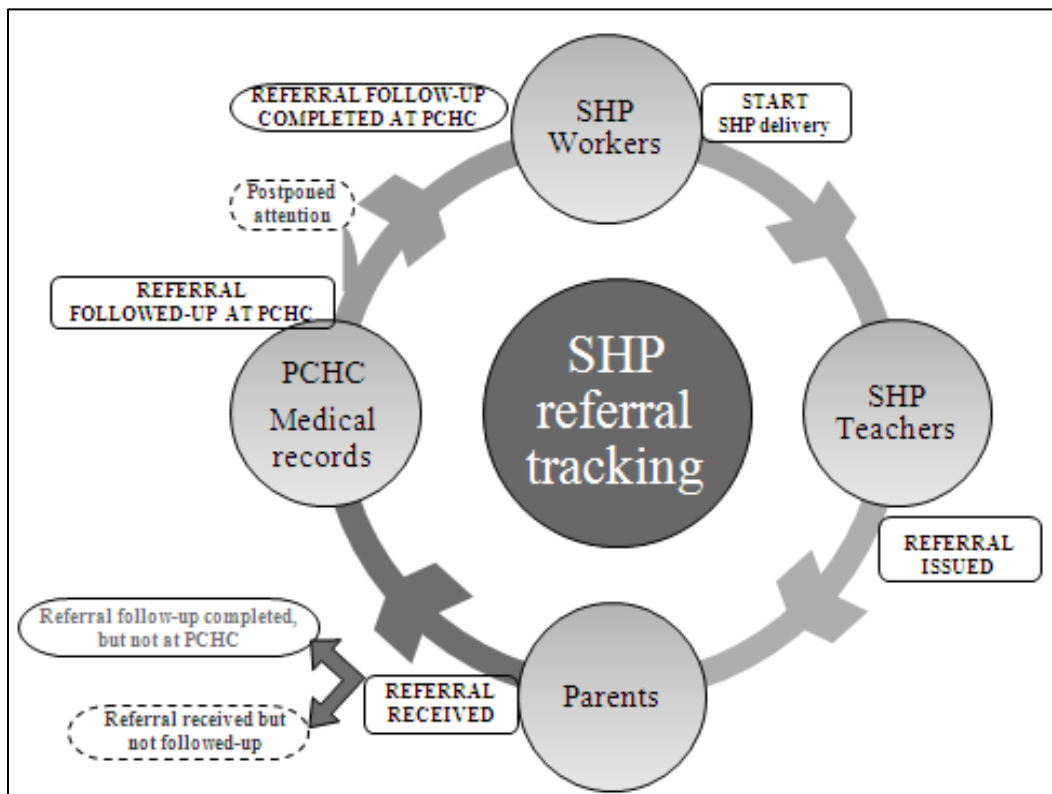 SHP
Workers
START
SHP delivery
REFERRAL FOLLOW-UP
COMPLETED AT PCHC
Postponed
attention
REFERRAL
FOLLOWED-UP AT PCHC
PCHC
Medical
records
SHP
referral
tracking
SHP
Teachers
REFERRAL
ISSUED
Parents
REFERRAL
RECEIVED
Referral follow-up completed,
but not at PCHC
Referral received but
not followed-up